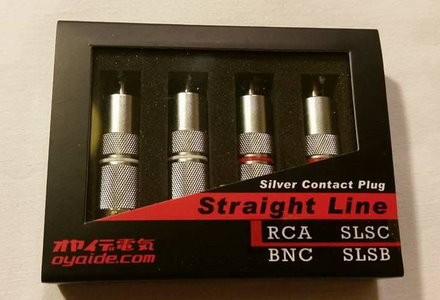 Silver Contact Plug
Straight Line
RCA SLSC
BNC SLSB
オヤイデ電気
oyaide.com